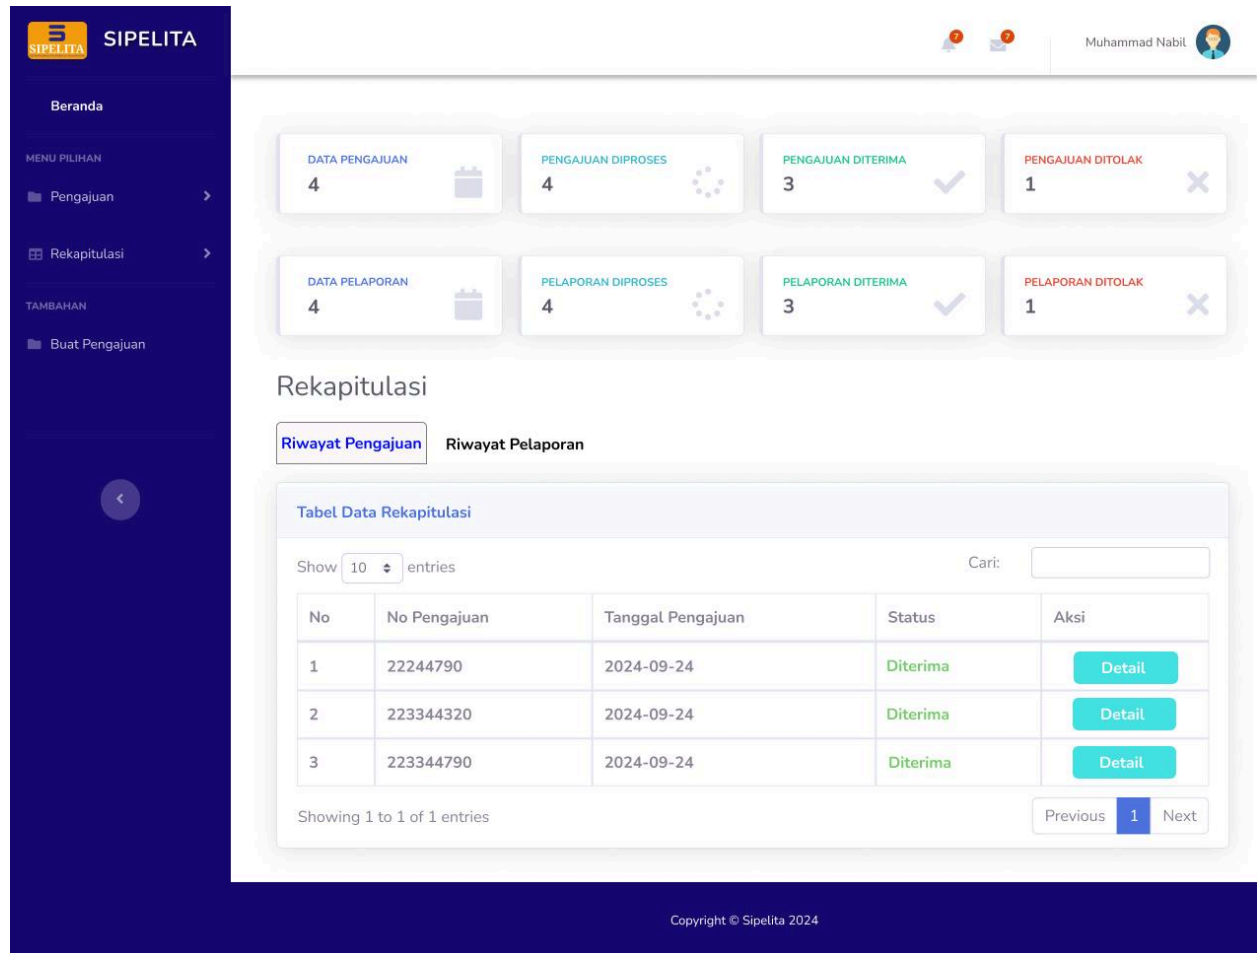 SIPELITA SIPELITA
7 7 Muhammad Nabil
Beranda
MENU PILIHAN
Pengajuan
Rekapitulasi
TAMBAHAN
Buat Pengajuan
DATA PENGAJUAN PENGAJUAN DIPROSES PENGAJUAN DITERIMA PENGAJUAN DITOLAK
4 4 3 1
DATA PELAPORAN PELAPORAN DIPROSES PELAPORAN DITERIMA PELAPORAN DITOLAK
4 4 3 1
Rekapitulasi
Riwayat Pengajuan Riwayat Pelaporan
Tabel Data Rekapitulasi
Show 10 entries Cari:
No No Pengajuan Tanggal Pengajuan Status Aksi
1 22244790 2024-09-24 Diterima Detail
2 223344320 2024-09-24 Diterima Detail
3 223344790 2024-09-24 Diterima Detail
Showing 1 to 1 of 1 entries Previous 1 Next
Copyright © Sipelita 2024